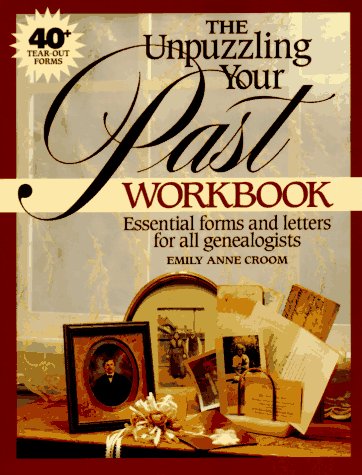 40+
TEAR-OUT
FORMS
THE
Unpuzzling
Your
Past
WORKBOOK
Essential forms and letters
for all genealogists
EMILY ANNE CROOM